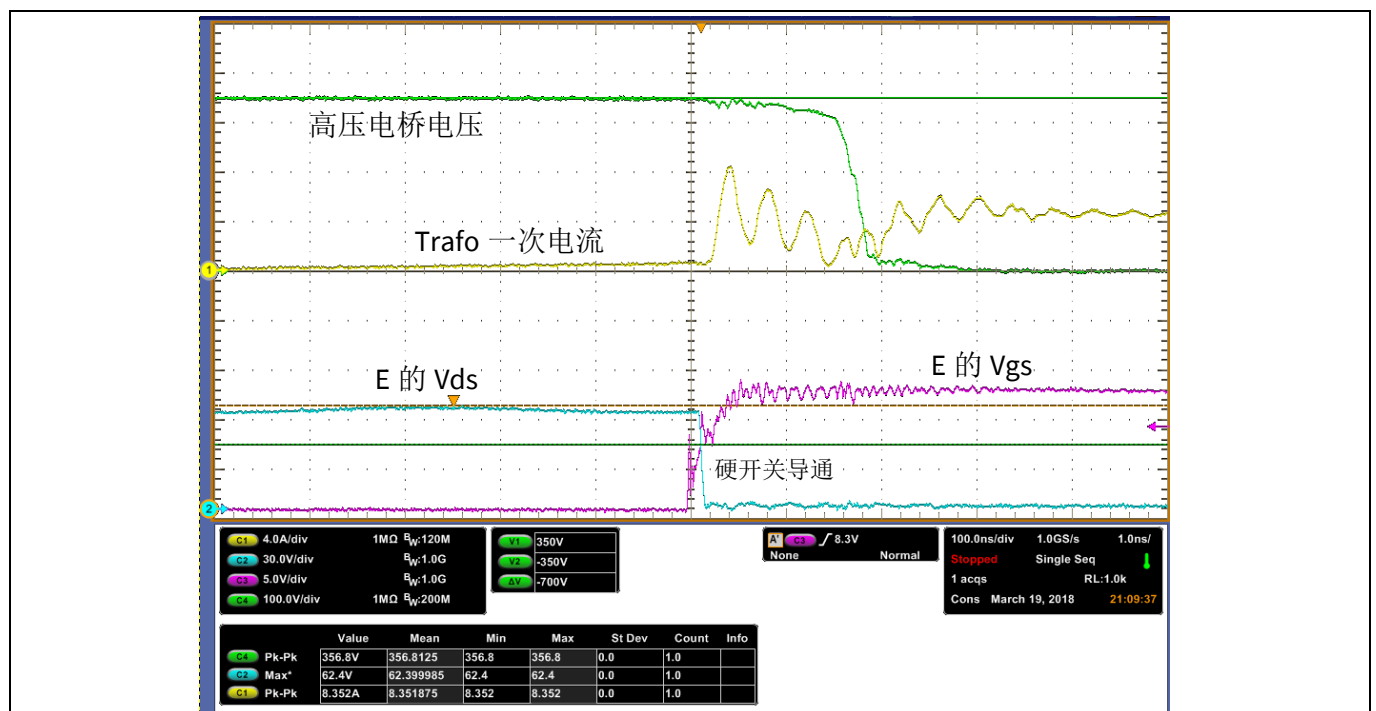 高压电桥电压
Trafo 一次电流
1
E 的 Vds
E 的 Vgs
硬开关导通
2
C1 4.0A/div 1MΩ BW:120M
C2 30.0V/div BW:1.0G
C3 5.0V/div BW:1.0G
C4 100.0V/div 1MΩ BW:200M
V1 350V
V2 -350V
ΔV -700V
A' C3 8.3V
None Normal
100.0ns/div 1.0GS/s 1.0ns/
Stopped Single Seq
1 acqs RL:1.0k
Cons March 19, 2018 21:09:37
Value Mean Min Max St Dev Count Info
C4 Pk-Pk 356.8V 356.8125 356.8 356.8 0.0 1.0
C2 Max* 62.4V 62.399985 62.4 62.4 0.0 1.0
C1 Pk-Pk 8.352A 8.351875 8.352 8.352 0.0 1.0